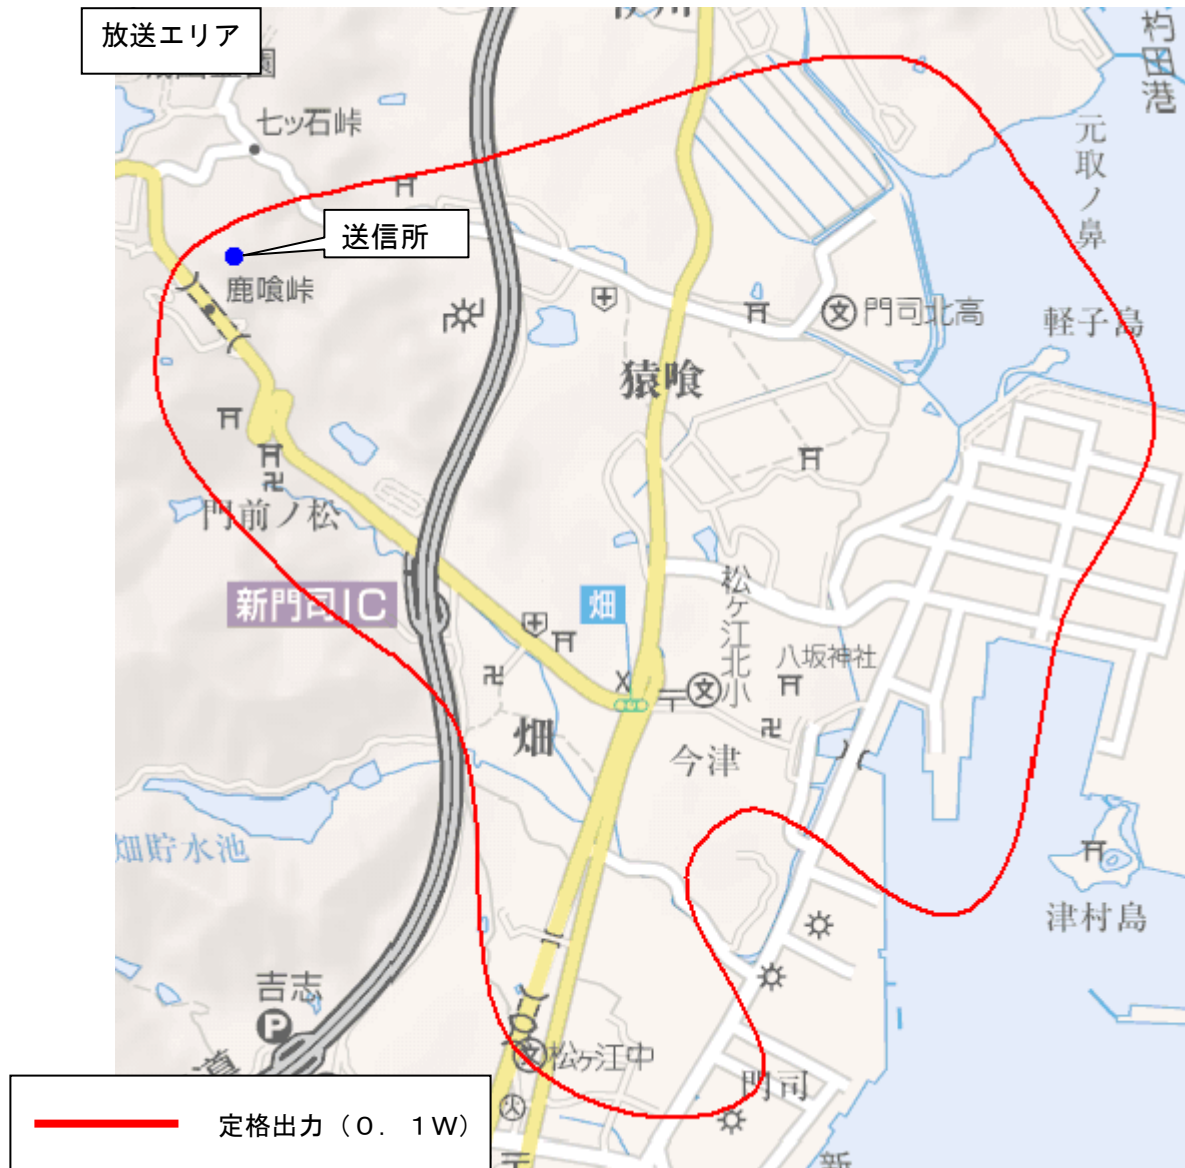 放送エリア
杓田港
七ッ石峠
元取ノ鼻
送信所
鹿喰峠
門司北高
軽子島
猿喰
門前ノ松
新門司IC
畑
松ヶ江北小
八坂神社
畑
今津
畑貯水池
津村島
吉志
P
松ヶ江中
門司
定格出力（０．１W）